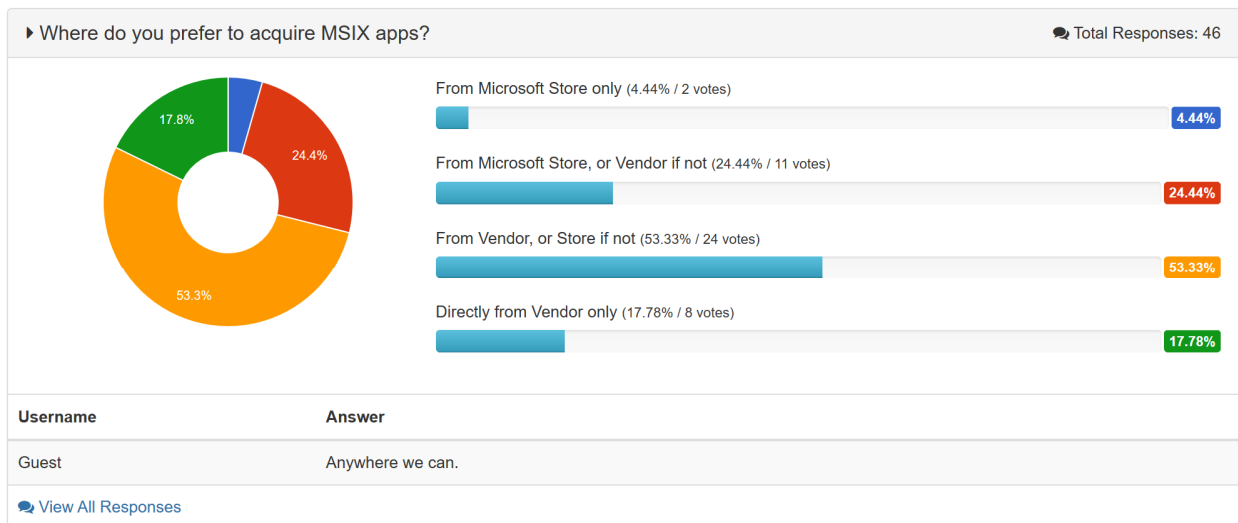 Where do you prefer to acquire MSIX apps?
Total Responses: 46
17.8%
24.4%
53.3%
From Microsoft Store only (4.44% / 2 votes)
4.44%
From Microsoft Store, or Vendor if not (24.44% / 11 votes)
24.44%
From Vendor, or Store if not (53.33% / 24 votes)
53.33%
Directly from Vendor only (17.78% / 8 votes)
17.78%
Username Answer
Guest Anywhere we can.
View All Responses